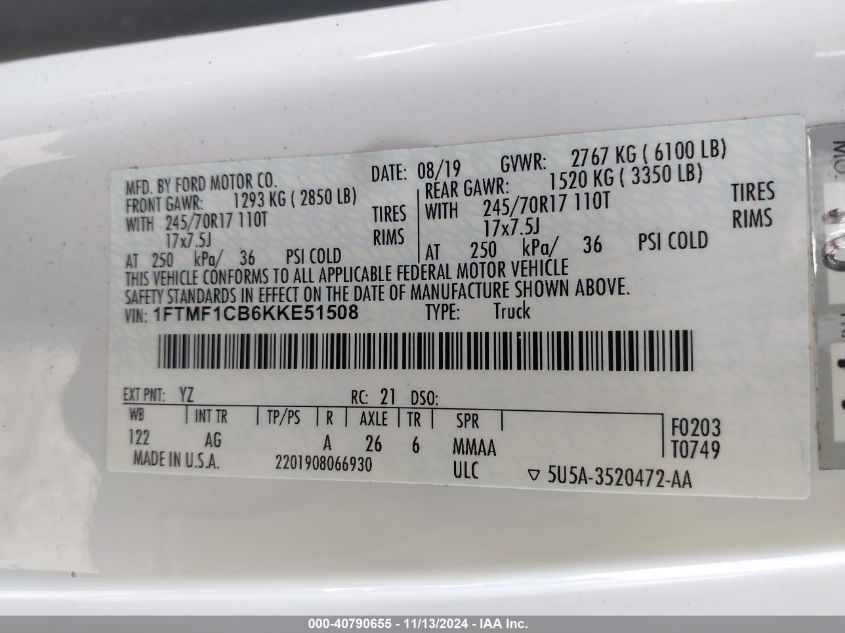 MFD. BY FORD MOTOR CO.
DATE: 08/19 GVWR: 2767 KG ( 6100 LB)
FRONT GAWR: 1293 KG ( 2850 LB)
WITH 245/70R17 110T TIRES
17x7.5J RIMS
AT 250 kPa/ 36 PSI COLD
REAR GAWR: 1520 KG ( 3350 LB)
WITH 245/70R17 110T TIRES
17x7.5J RIMS
AT 250 kPa/ 36 PSI COLD
THIS VEHICLE CONFORMS TO ALL APPLICABLE FEDERAL MOTOR VEHICLE
SAFETY STANDARDS IN EFFECT ON THE DATE OF MANUFACTURE SHOWN ABOVE.
VIN: 1FTMF1CB6KKE51508 TYPE: Truck
EXT PNT: YZ RC: 21 DSO:
WB INT TR TP/PS R AXLE TR SPR
122 AG A 26 6 MMAA
F0203
T0749
MADE IN U.S.A. 2201908066930 ULC ▽ 5U5A-3520472-AA
000-40790655 - 11/13/2024 - IAA Inc.